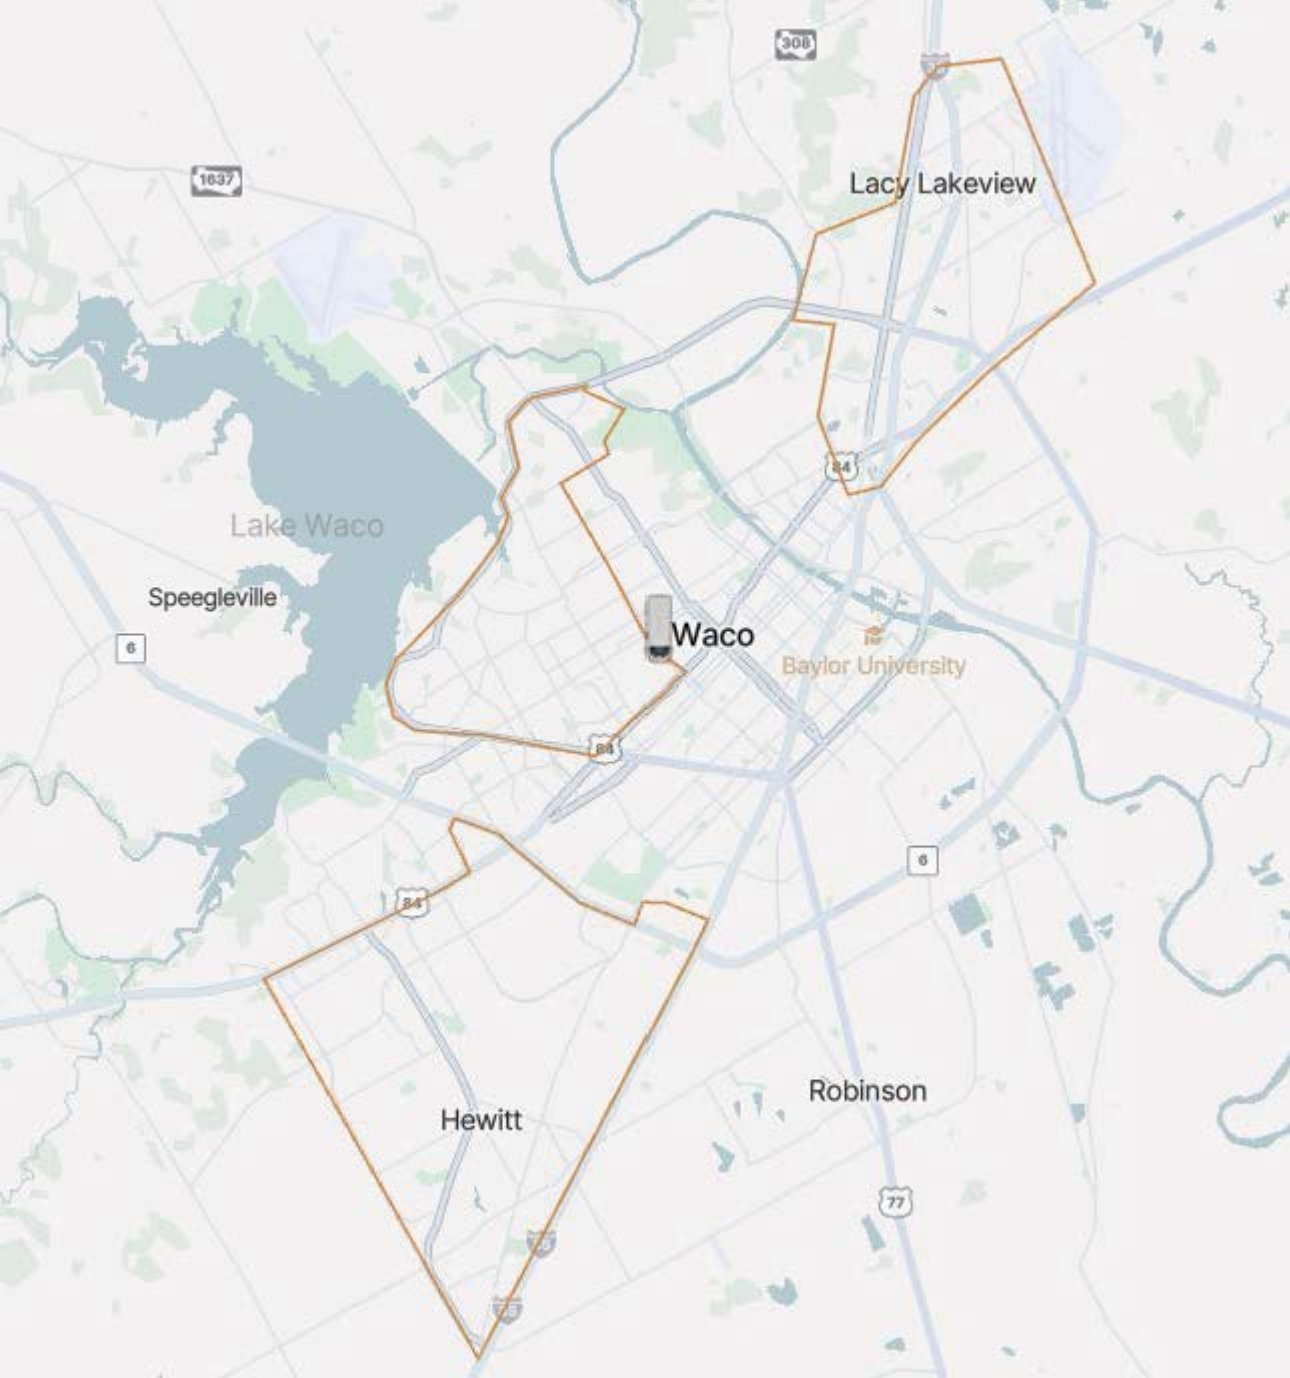 308
1637
Lacy Lakeview
84
Lake Waco
Speegleville
6
Waco
Baylor University
84
6
84
Robinson
Hewitt
77